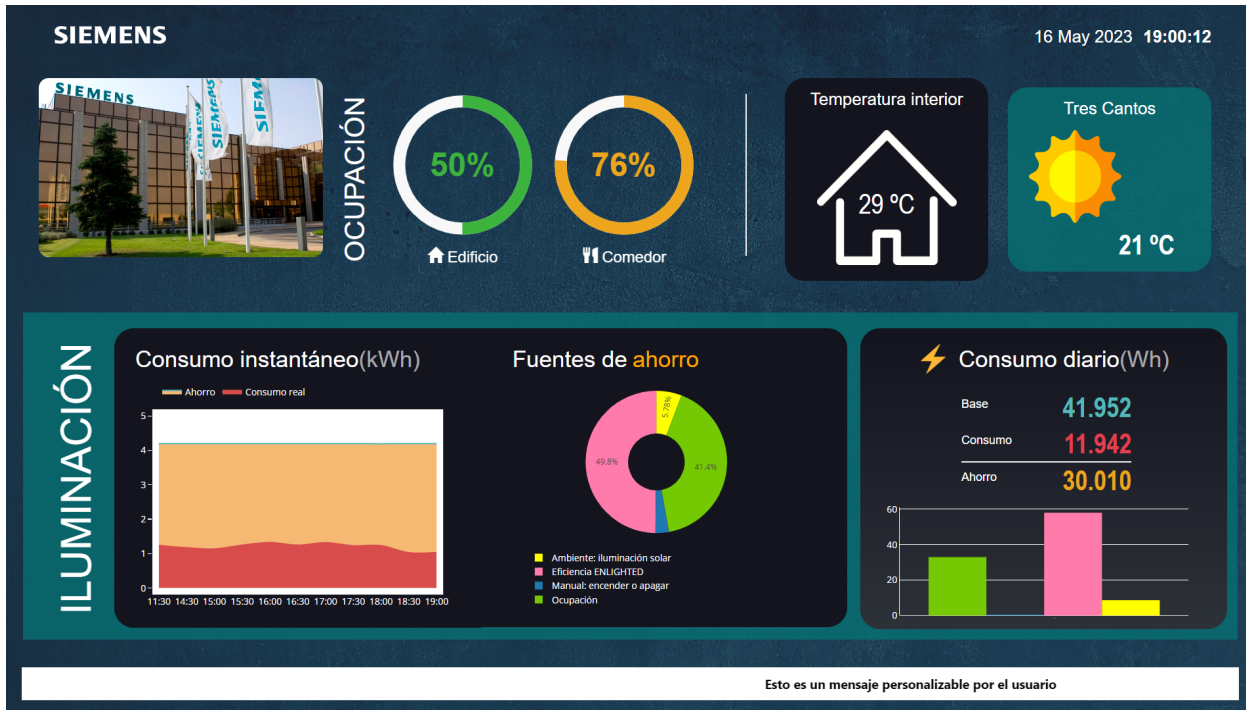 SIEMENS
16 May 2023 19:00:12
SIEMENS
SIEMENS
SIEMENS
SIEM
OCUPACIÓN
50%
76%
Edificio
Comedor
Temperatura interior
29 ºC
Tres Cantos
21 ºC
ILUMINACIÓN
Consumo instantáneo(kWh)
Ahorro
Consumo real
5
4
3
2
1
0
11:30 14:30 15:00 15:30 16:00 16:30 17:00 17:30 18:00 18:30 19:00
Fuentes de ahorro
5.78%
49.8%
41.4%
Ambiente: iluminación solar
Eficiencia ENLIGHTED
Manual: encender o apagar
Ocupación
Consumo diario(Wh)
Base 41.952
Consumo 11.942
Ahorro 30.010
60
40
20
0
Esto es un mensaje personalizable por el usuario